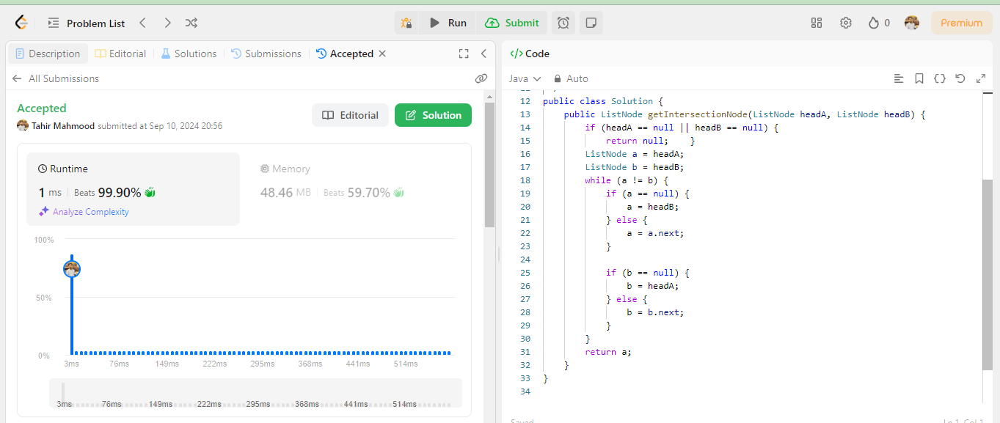 Problem List
Run
Submit
0
Premium
Description
Editorial
Solutions
Submissions
Accepted
All Submissions
Accepted
Tahir Mahmood submitted at Sep 10, 2024 20:56
Editorial
Solution
Runtime
1 ms Beats 99.90%
Analyze Complexity
Memory
48.46 MB Beats 59.70%
100%
50%
0%
3ms 76ms 149ms 222ms 295ms 368ms 441ms 514ms
3ms 76ms 149ms 222ms 295ms 368ms 441ms 514ms
</> Code
Java
Auto
12 public class Solution {
13     public ListNode getIntersectionNode(ListNode headA, ListNode headB) {
14         if (headA == null || headB == null) {
15             return null;    }
16         ListNode a = headA;
17         ListNode b = headB;
18         while (a != b) {
19             if (a == null) {
20                 a = headB;
21             } else {
22                 a = a.next;
23             }
24
25             if (b == null) {
26                 b = headA;
27             } else {
28                 b = b.next;
29             }
30         }
31         return a;
32     }
33 }
34
Saved
Ln 1, Col 1